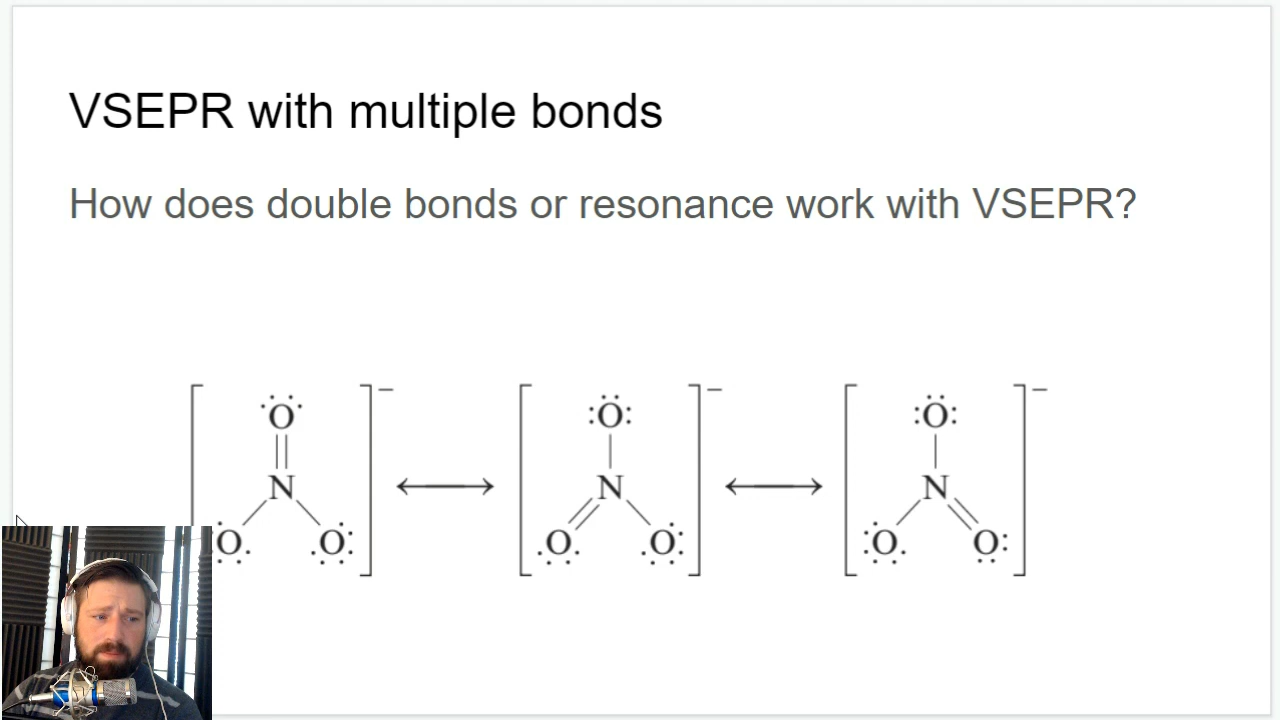 VSEPR with multiple bonds
How does double bonds or resonance work with VSEPR?
O O O
N N N
O O O O O O